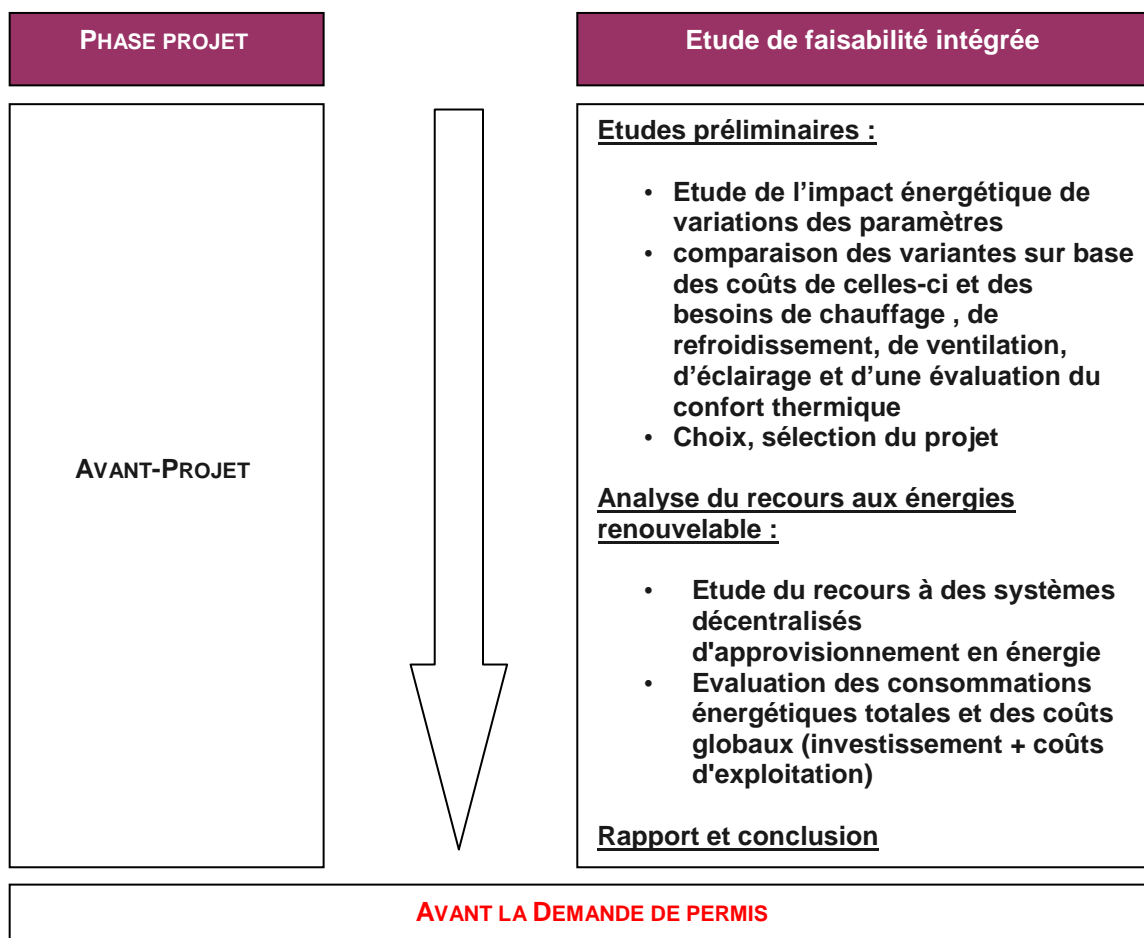 PHASE PROJET
Etude de faisabilité intégrée
AVANT-PROJET
Etudes préliminaires :
• Etude de l’impact énergétique de
variations des paramètres
• comparaison des variantes sur base
des coûts de celles-ci et des
besoins de chauffage , de
refroidissement, de ventilation,
d’éclairage et d’une évaluation du
confort thermique
• Choix, sélection du projet
Analyse du recours aux énergies
renouvelable :
• Etude du recours à des systèmes
décentralisés
d'approvisionnement en énergie
• Evaluation des consommations
énergétiques totales et des coûts
globaux (investissement + coûts
d'exploitation)
Rapport et conclusion
AVANT LA DEMANDE DE PERMIS